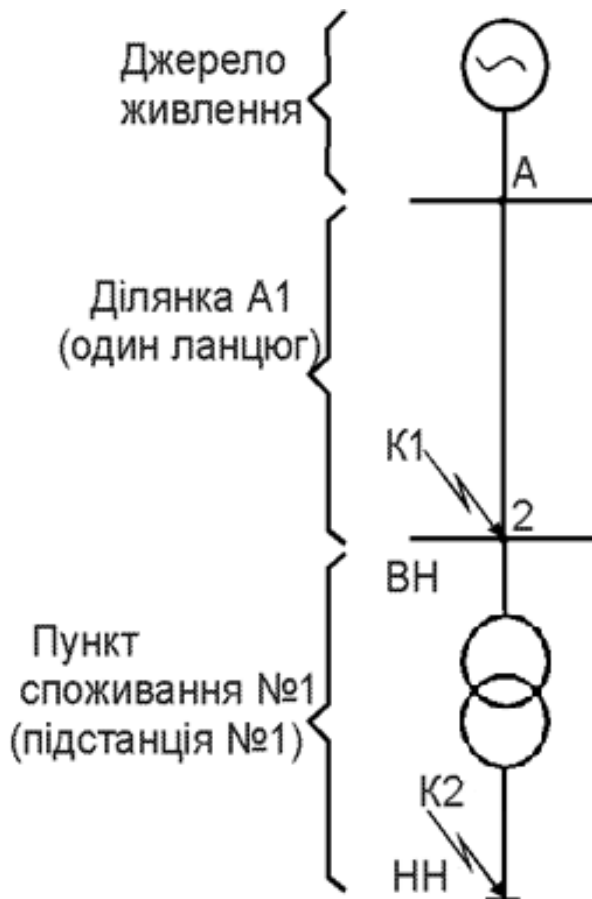 Джерело
живлення
А
Ділянка А1
(один ланцюг)
К1
2
ВН
Пункт
споживання №1
(підстанція №1)
К2
НН